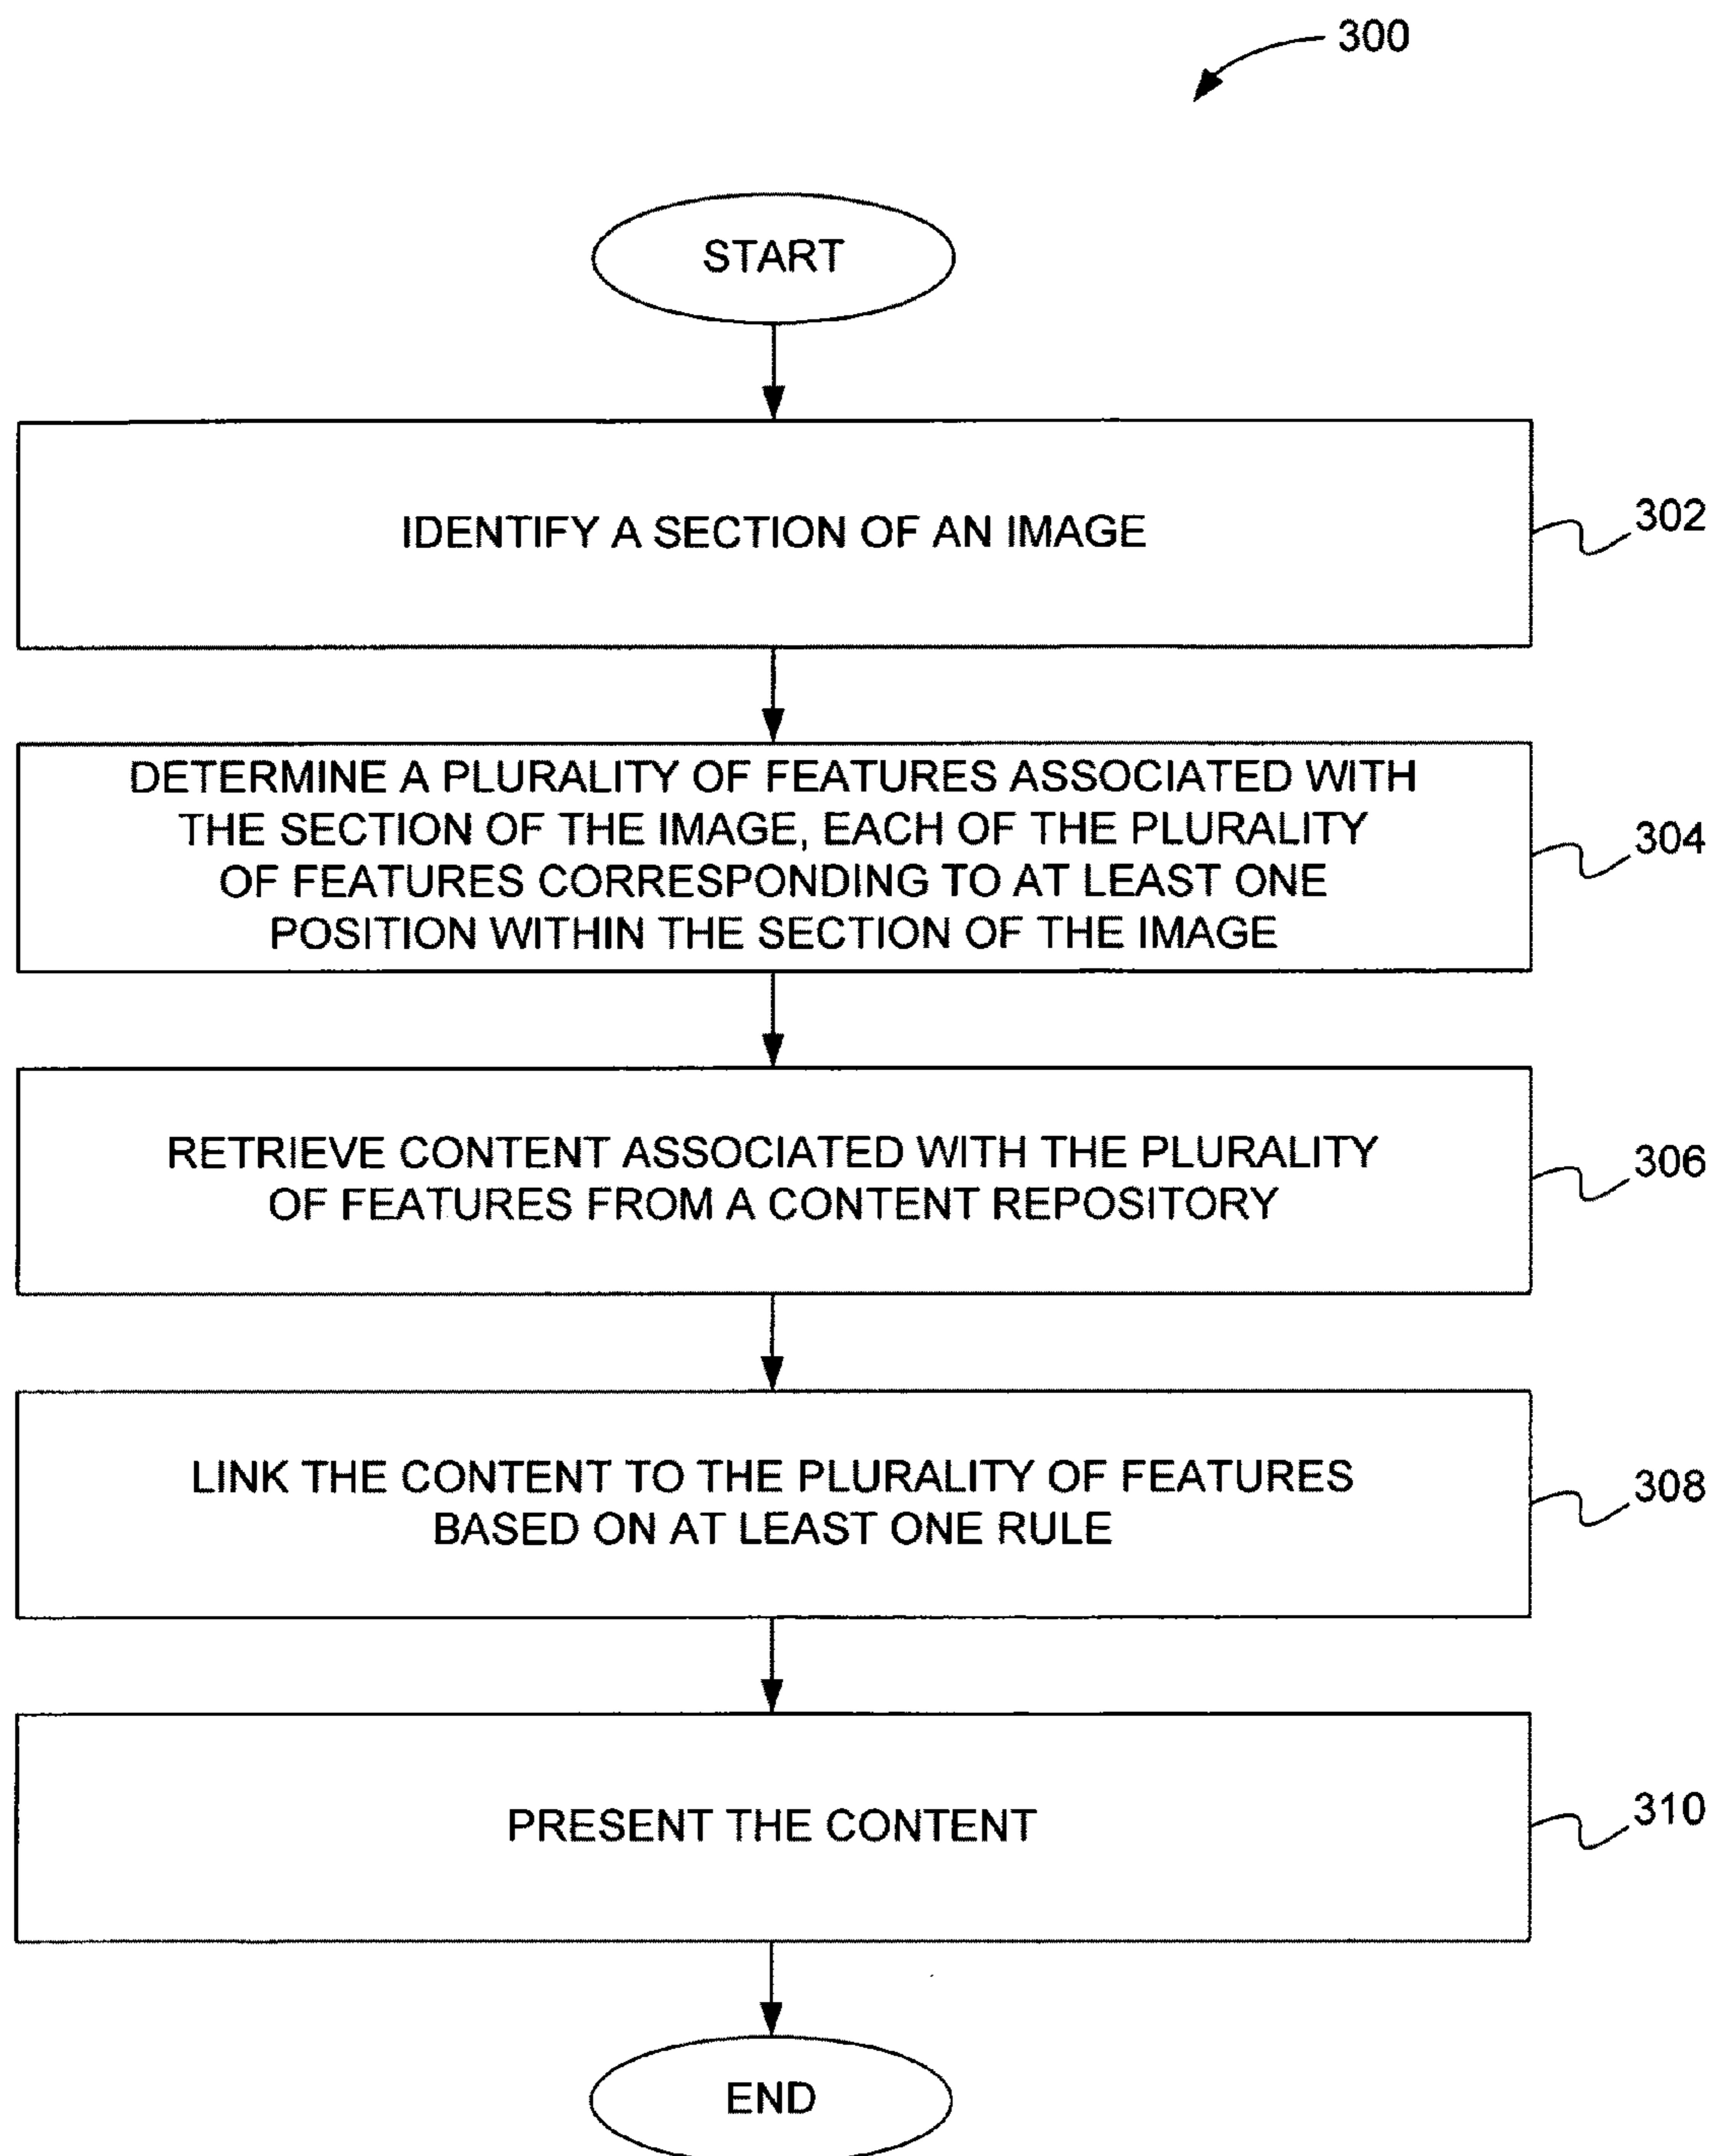 300
START
IDENTIFY A SECTION OF AN IMAGE
302
DETERMINE A PLURALITY OF FEATURES ASSOCIATED WITH
THE SECTION OF THE IMAGE, EACH OF THE PLURALITY
OF FEATURES CORRESPONDING TO AT LEAST ONE
POSITION WITHIN THE SECTION OF THE IMAGE
304
RETRIEVE CONTENT ASSOCIATED WITH THE PLURALITY
OF FEATURES FROM A CONTENT REPOSITORY
306
LINK THE CONTENT TO THE PLURALITY OF FEATURES
BASED ON AT LEAST ONE RULE
308
PRESENT THE CONTENT
310
END